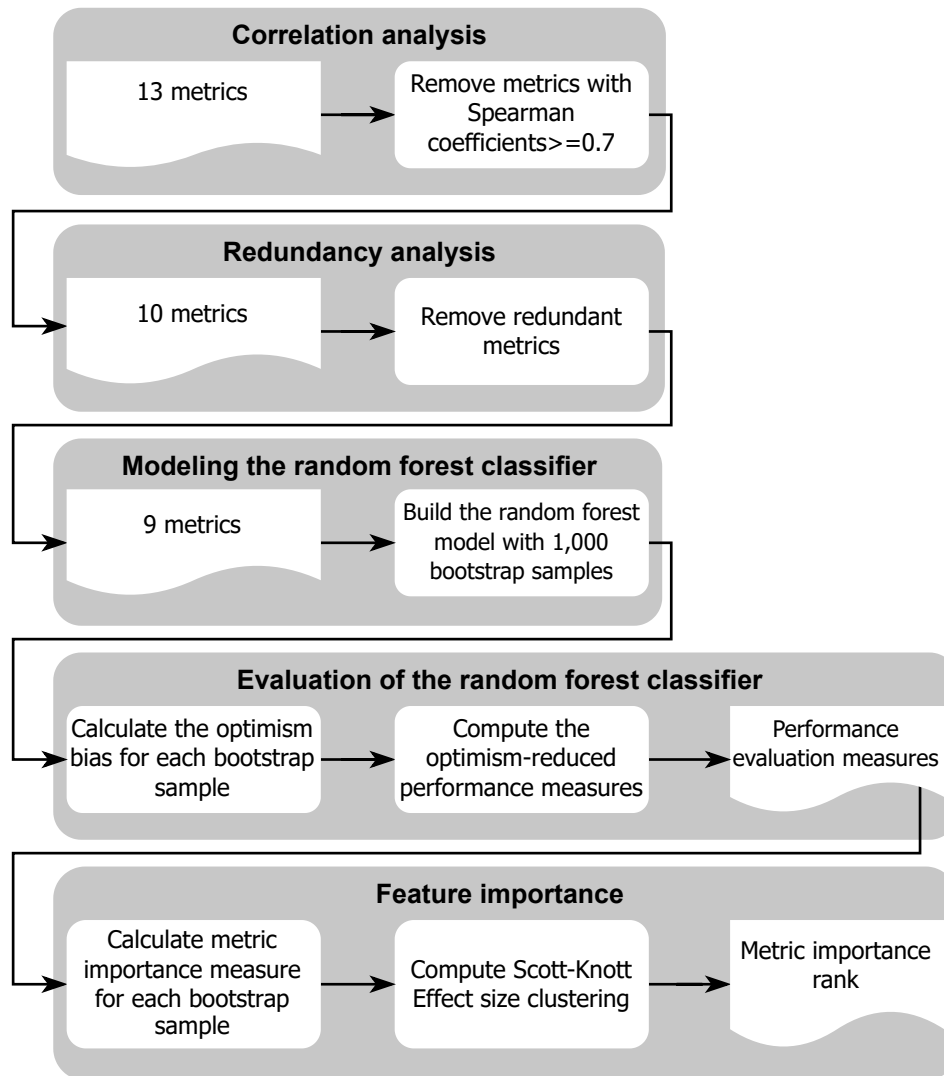 Correlation analysis
13 metrics
Remove metrics with
Spearman
coefficients>=0.7
Redundancy analysis
10 metrics
Remove redundant
metrics
Modeling the random forest classifier
9 metrics
Build the random forest
model with 1,000
bootstrap samples
Evaluation of the random forest classifier
Calculate the optimism
bias for each bootstrap
sample
Compute the
optimism-reduced
performance measures
Performance
evaluation measures
Feature importance
Calculate metric
importance measure
for each bootstrap
sample
Compute Scott-Knott
Effect size clustering
Metric importance
rank